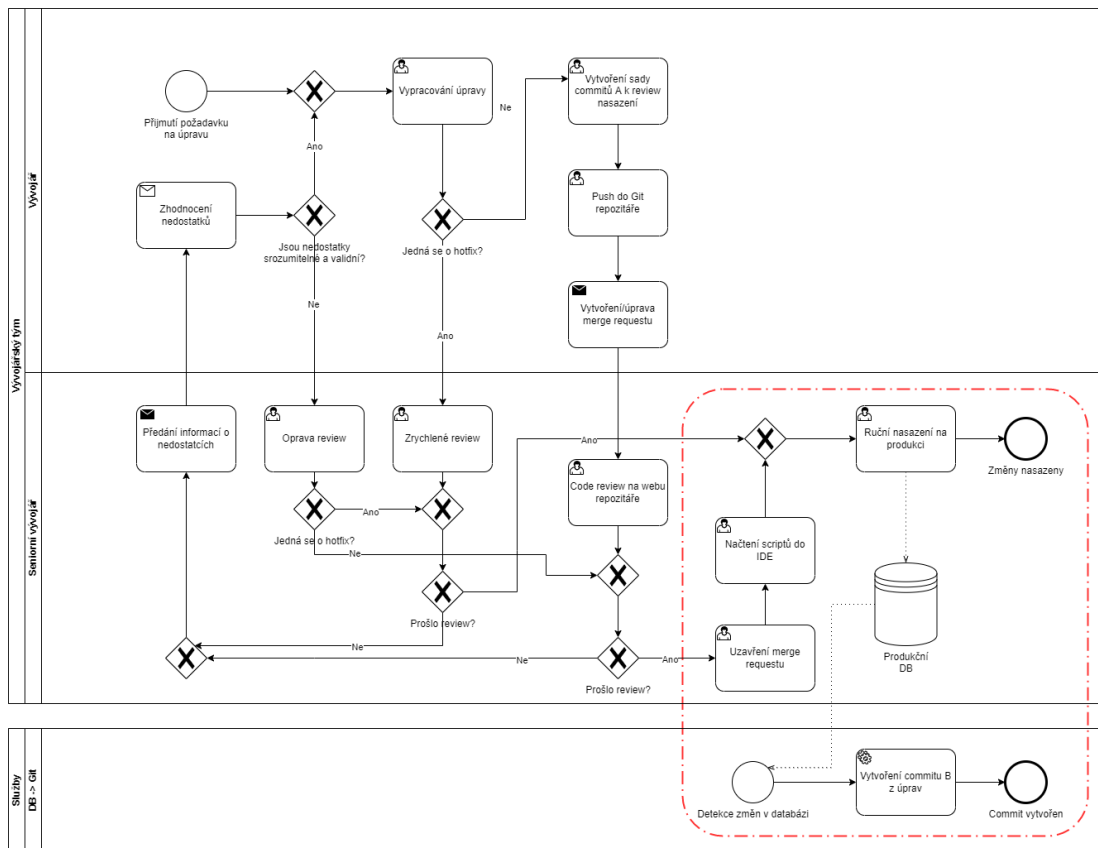 Vývojářský tým
Vývojář
Přijmutí požadavku
na úpravu
Vypracování úpravy
Ne
Vytvoření sady
commitů A k review
nasazení
Ano
Zhodnocení
nedostatků
Jsou nedostatky
srozumitelné a validní?
Jedná se o hotfix?
Push do Git
repozitáře
Ne
Ano
Vytvoření/úprava
merge requestu
Seniorní vývojář
Předání informací o
nedostatcích
Oprava review
Zrychlené review
Ano
Ruční nasazení na
produkci
Změny nasazeny
Code review na webu
repozitáře
Ano
Jedná se o hotfix?
Ne
Načtení scriptů do
IDE
Prošlo review?
Ne
Ne
Prošlo review?
Ano
Uzavření merge
requestu
Produkční
DB
Služby
DB -> Git
Detekce změn v databázi
Vytvoření commitu B
z úprav
Commit vytvořen